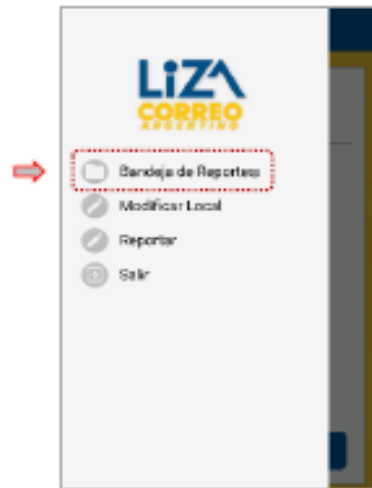 LiZA
CORREO
ARGENTINO
Bandeja de Reportes
Modificar Local
Reportar
Salir